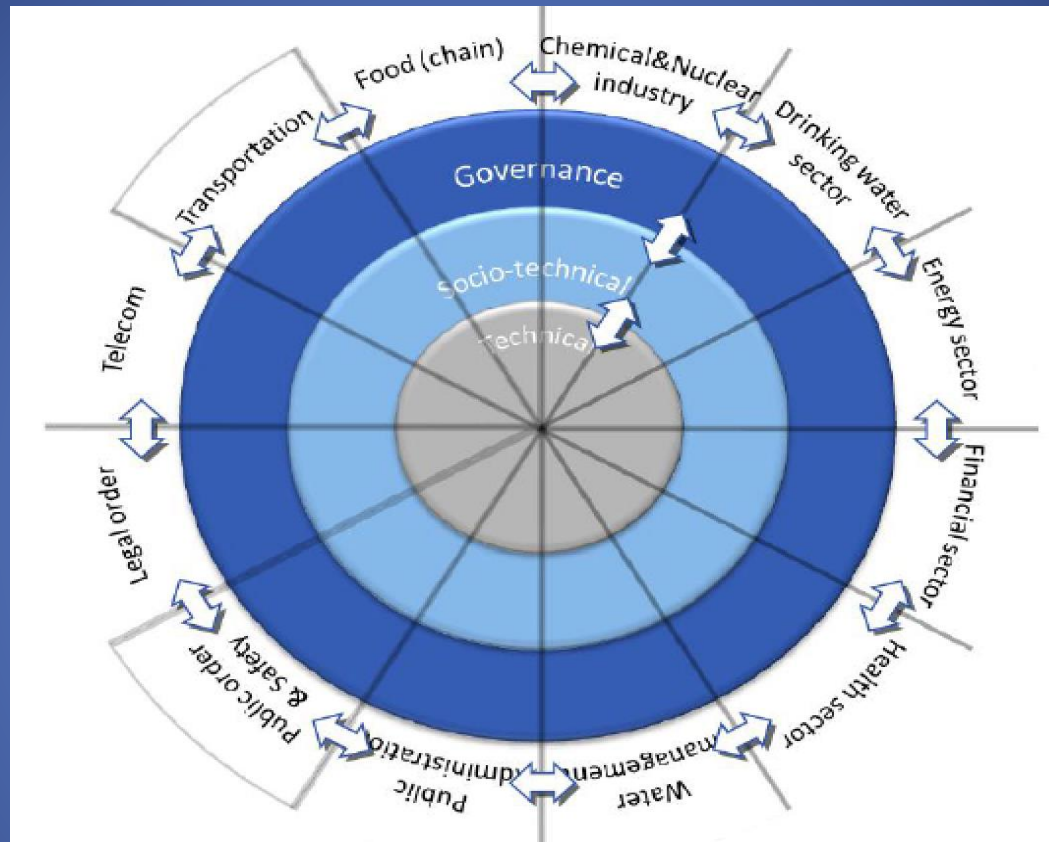 Food (chain)
Chemical&Nuclear
industry
Drinking water
sector
Energy sector
Financial sector
Health sector
Water
management
Public
administration
Public order
& Safety
Legal order
Telecom
Transportation
Governance
Socio-technical
Technical